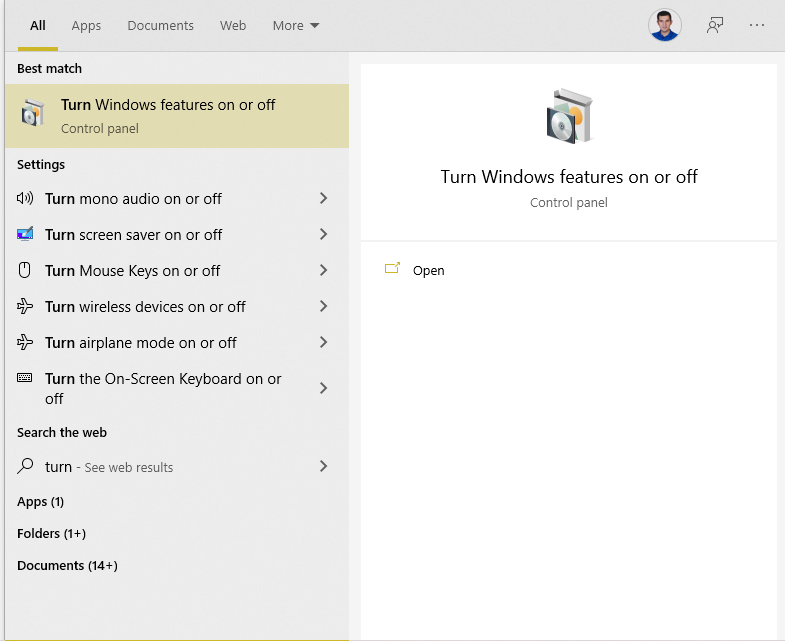 All Apps Documents Web More
Best match
Turn Windows features on or off
Control panel
Settings
Turn mono audio on or off
Turn screen saver on or off
Turn Mouse Keys on or off
Turn wireless devices on or off
Turn airplane mode on or off
Turn the On-Screen Keyboard on or
off
Search the web
turn - See web results
Apps (1)
Folders (1+)
Documents (14+)
Turn Windows features on or off
Control panel
Open